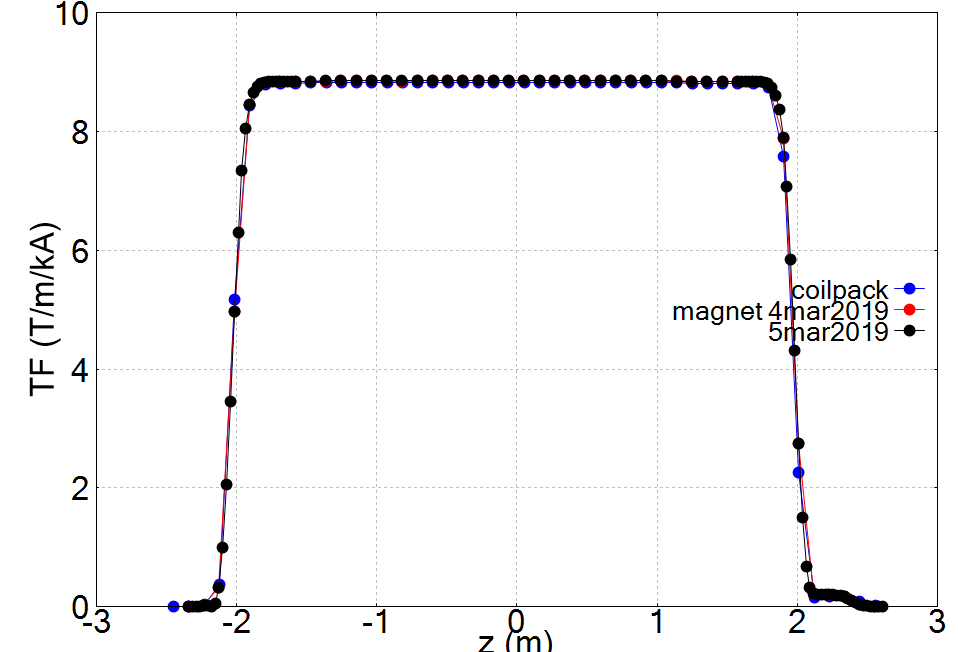 10
8
6
4
2
0
TF (T/m/kA)
coilpack
magnet 4mar2019
5mar2019
-3 -2 -1 0 1 2 3
z (m)